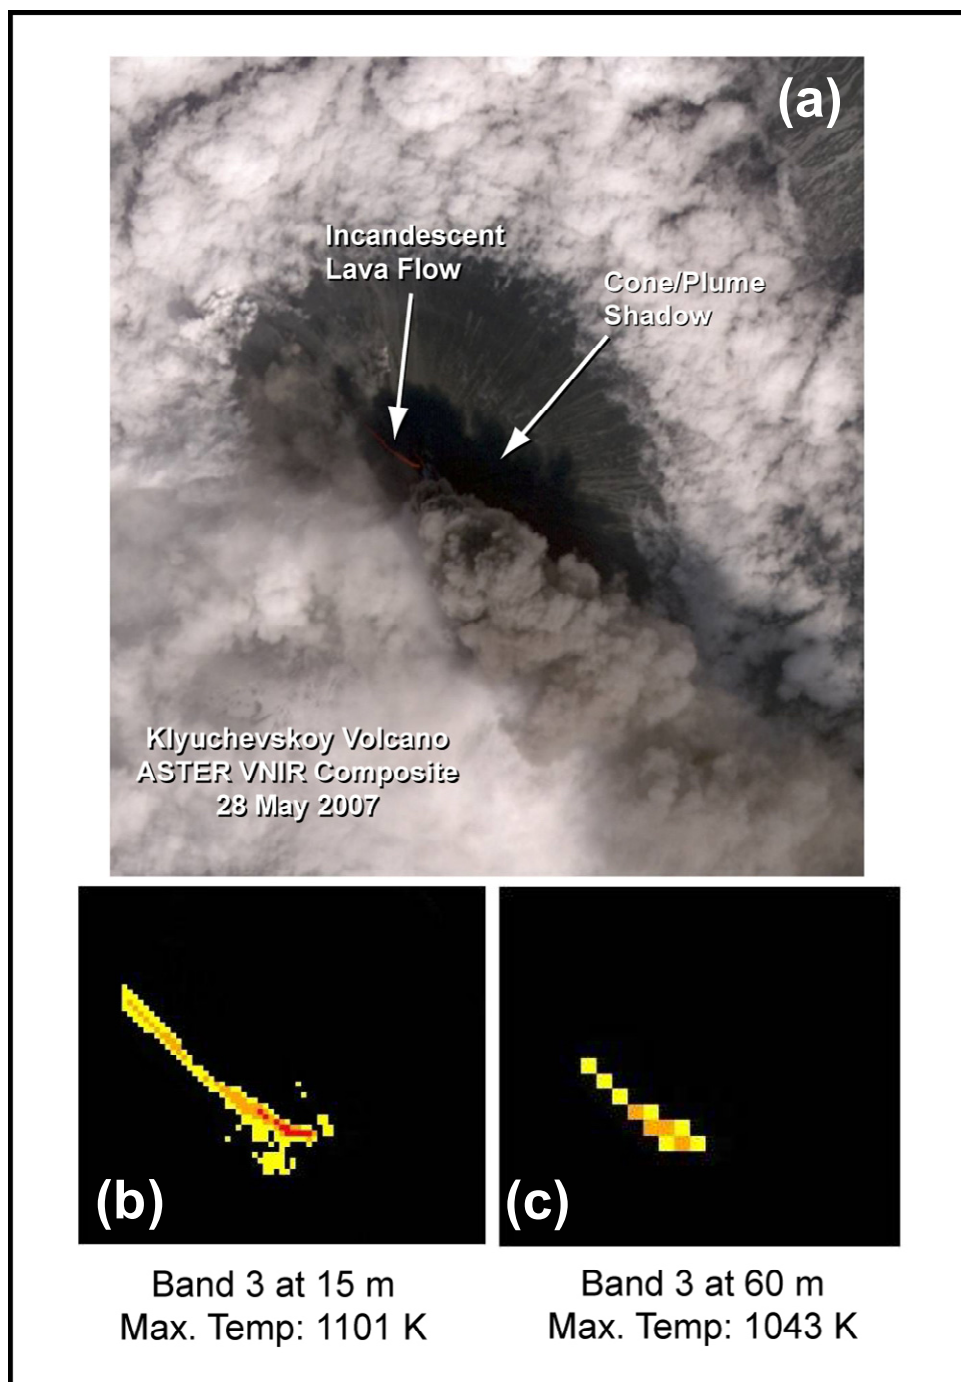 (a)
Incandescent
Lava Flow
Cone/Plume
Shadow
Klyuchevskoy Volcano
ASTER VNIR Composite
28 May 2007
(b)
(c)
Band 3 at 15 m
Max. Temp: 1101 K
Band 3 at 60 m
Max. Temp: 1043 K